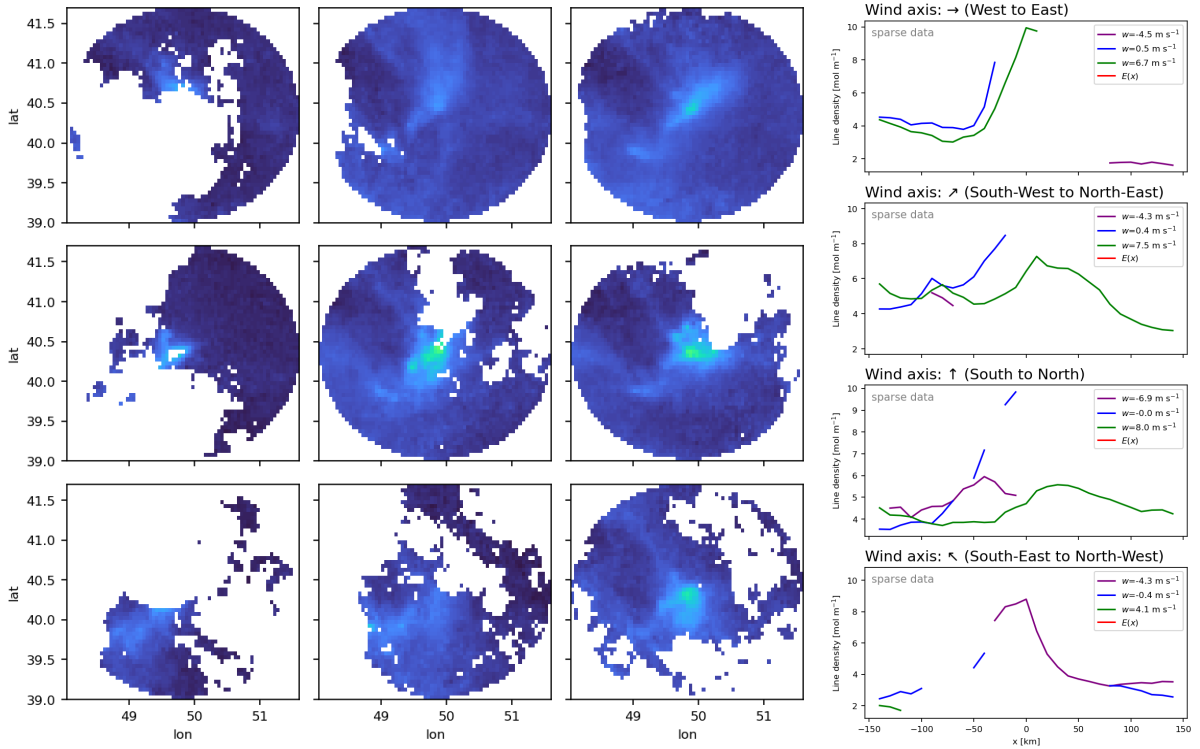 41.5
41.0
40.5
40.0
39.5
39.0
lat
41.5
41.0
40.5
40.0
39.5
39.0
lat
41.5
41.0
40.5
40.0
39.5
39.0
lat
49 50 51
lon
49 50 51
lon
49 50 51
lon
Wind axis: → (West to East)
sparse data
w=-4.5 m s⁻¹
w=0.5 m s⁻¹
w=6.7 m s⁻¹
E(x)
10
8
6
4
2
Line density [mol m⁻¹]
Wind axis: ↗ (South-West to North-East)
sparse data
w=-4.3 m s⁻¹
w=0.4 m s⁻¹
w=7.5 m s⁻¹
E(x)
10
8
6
4
2
Line density [mol m⁻¹]
Wind axis: ↑ (South to North)
sparse data
w=-6.9 m s⁻¹
w=-0.0 m s⁻¹
w=8.0 m s⁻¹
E(x)
10
9
8
7
6
5
4
Line density [mol m⁻¹]
Wind axis: ↖ (South-East to North-West)
sparse data
w=-4.3 m s⁻¹
w=-0.4 m s⁻¹
w=4.1 m s⁻¹
E(x)
10
8
6
4
2
Line density [mol m⁻¹]
−150 −100 −50 0 50 100 150
x [km]